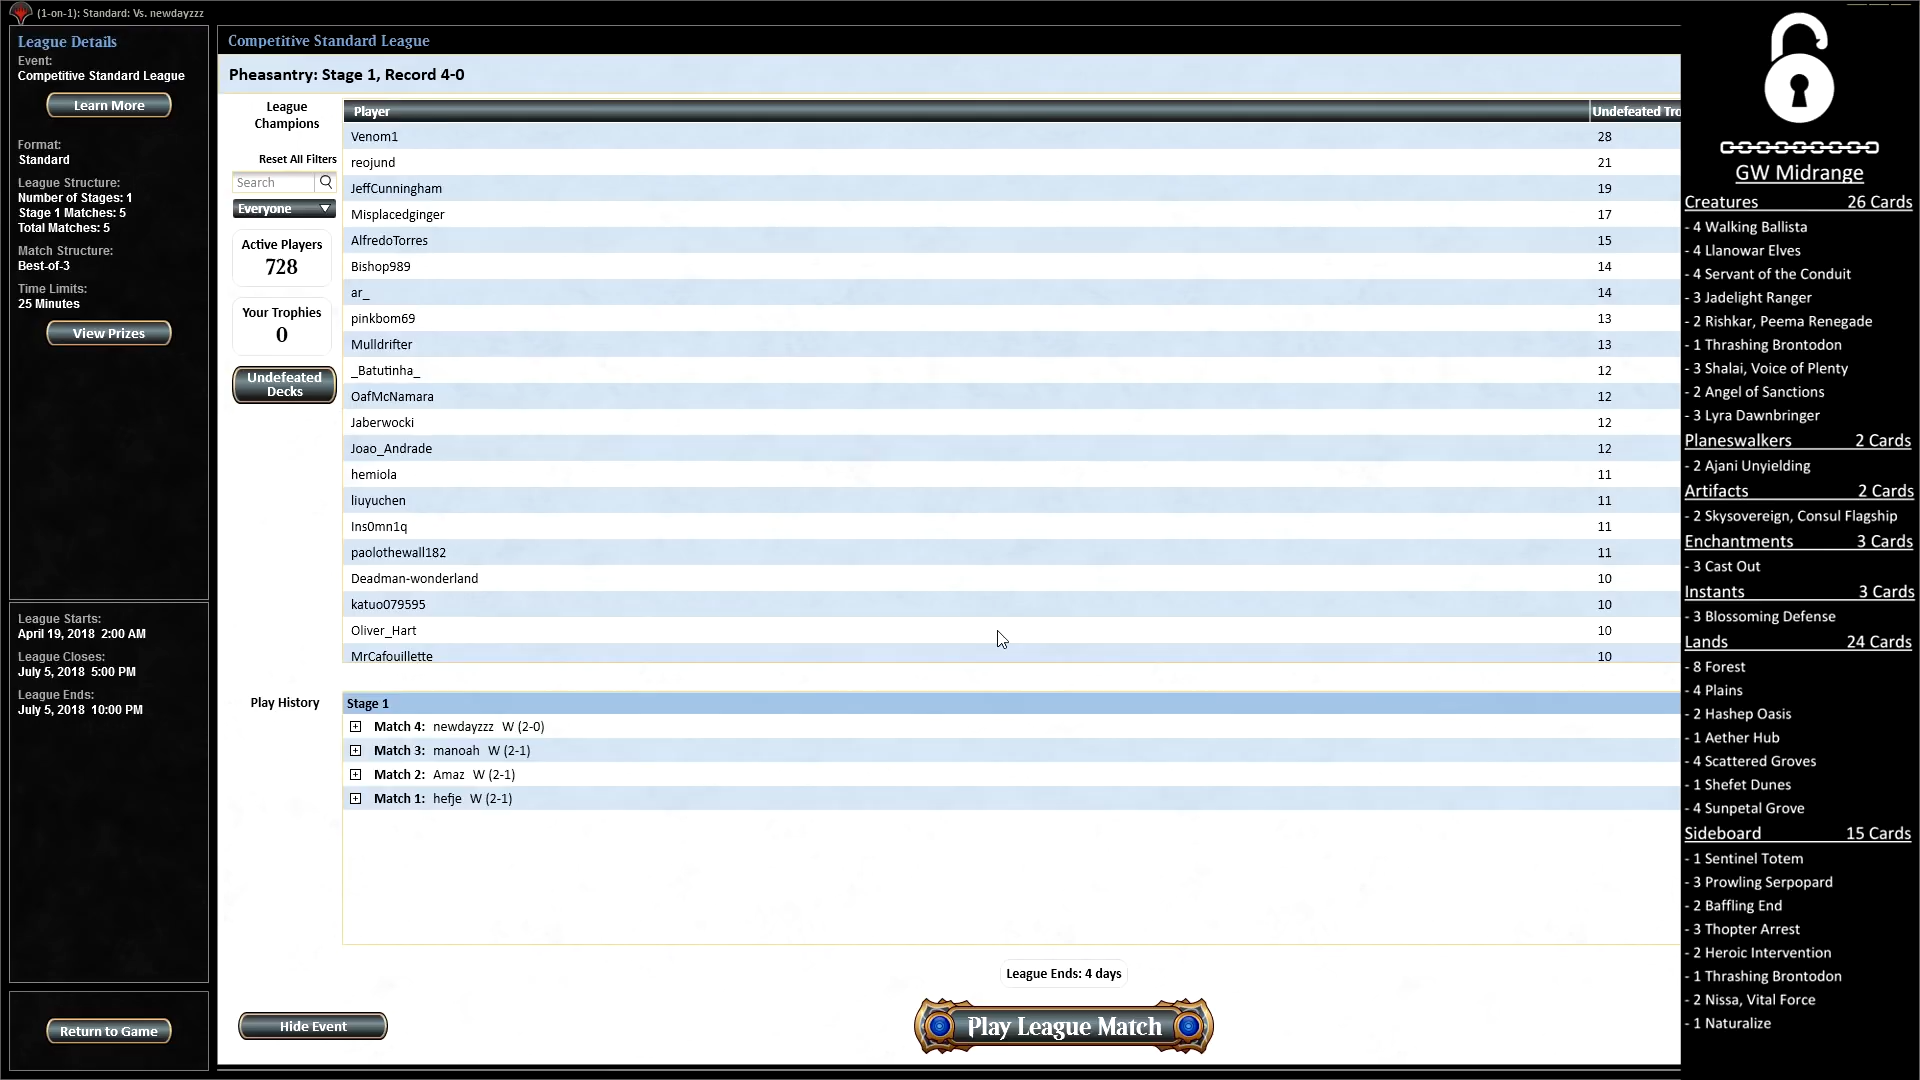 (1-on-1): Standard: Vs. newdayzzz
League Details
Event:
Competitive Standard League
Learn More
Format:
Standard
League Structure:
Number of Stages: 1
Stage 1 Matches: 5
Total Matches: 5
Match Structure:
Best-of-3
Time Limits:
25 Minutes
View Prizes
League Starts:
April 19, 2018  2:00 AM
League Closes:
July 5, 2018  5:00 PM
League Ends:
July 5, 2018  10:00 PM
Return to Game
Competitive Standard League
Pheasantry: Stage 1, Record 4-0
League
Champions
Reset All Filters
Search
Everyone
Active Players
728
Your Trophies
0
Undefeated
Decks
Player Undefeated Tro
Venom1 28
reojund 21
JeffCunningham 19
Misplacedginger 17
AlfredoTorres 15
Bishop989 14
ar_ 14
pinkbom69 13
Mulldrifter 13
_Batutinha_ 12
OafMcNamara 12
Jaberwocki 12
Joao_Andrade 12
hemiola 11
liuyuchen 11
Ins0mn1q 11
paolothewall182 11
Deadman-wonderland 10
katuo079595 10
Oliver_Hart 10
MrCafouillette 10
Play History
Stage 1
Match 4: newdayzzz W (2-0)
Match 3: manoah W (2-1)
Match 2: Amaz W (2-1)
Match 1: hefje W (2-1)
League Ends: 4 days
Hide Event
Play League Match
GW Midrange
Creatures 26 Cards
- 4 Walking Ballista
- 4 Llanowar Elves
- 4 Servant of the Conduit
- 3 Jadelight Ranger
- 2 Rishkar, Peema Renegade
- 1 Thrashing Brontodon
- 3 Shalai, Voice of Plenty
- 2 Angel of Sanctions
- 3 Lyra Dawnbringer
Planeswalkers 2 Cards
- 2 Ajani Unyielding
Artifacts 2 Cards
- 2 Skysovereign, Consul Flagship
Enchantments 3 Cards
- 3 Cast Out
Instants 3 Cards
- 3 Blossoming Defense
Lands 24 Cards
- 8 Forest
- 4 Plains
- 2 Hashep Oasis
- 1 Aether Hub
- 4 Scattered Groves
- 1 Shefet Dunes
- 4 Sunpetal Grove
Sideboard 15 Cards
- 1 Sentinel Totem
- 3 Prowling Serpopard
- 2 Baffling End
- 3 Thopter Arrest
- 2 Heroic Intervention
- 1 Thrashing Brontodon
- 2 Nissa, Vital Force
- 1 Naturalize